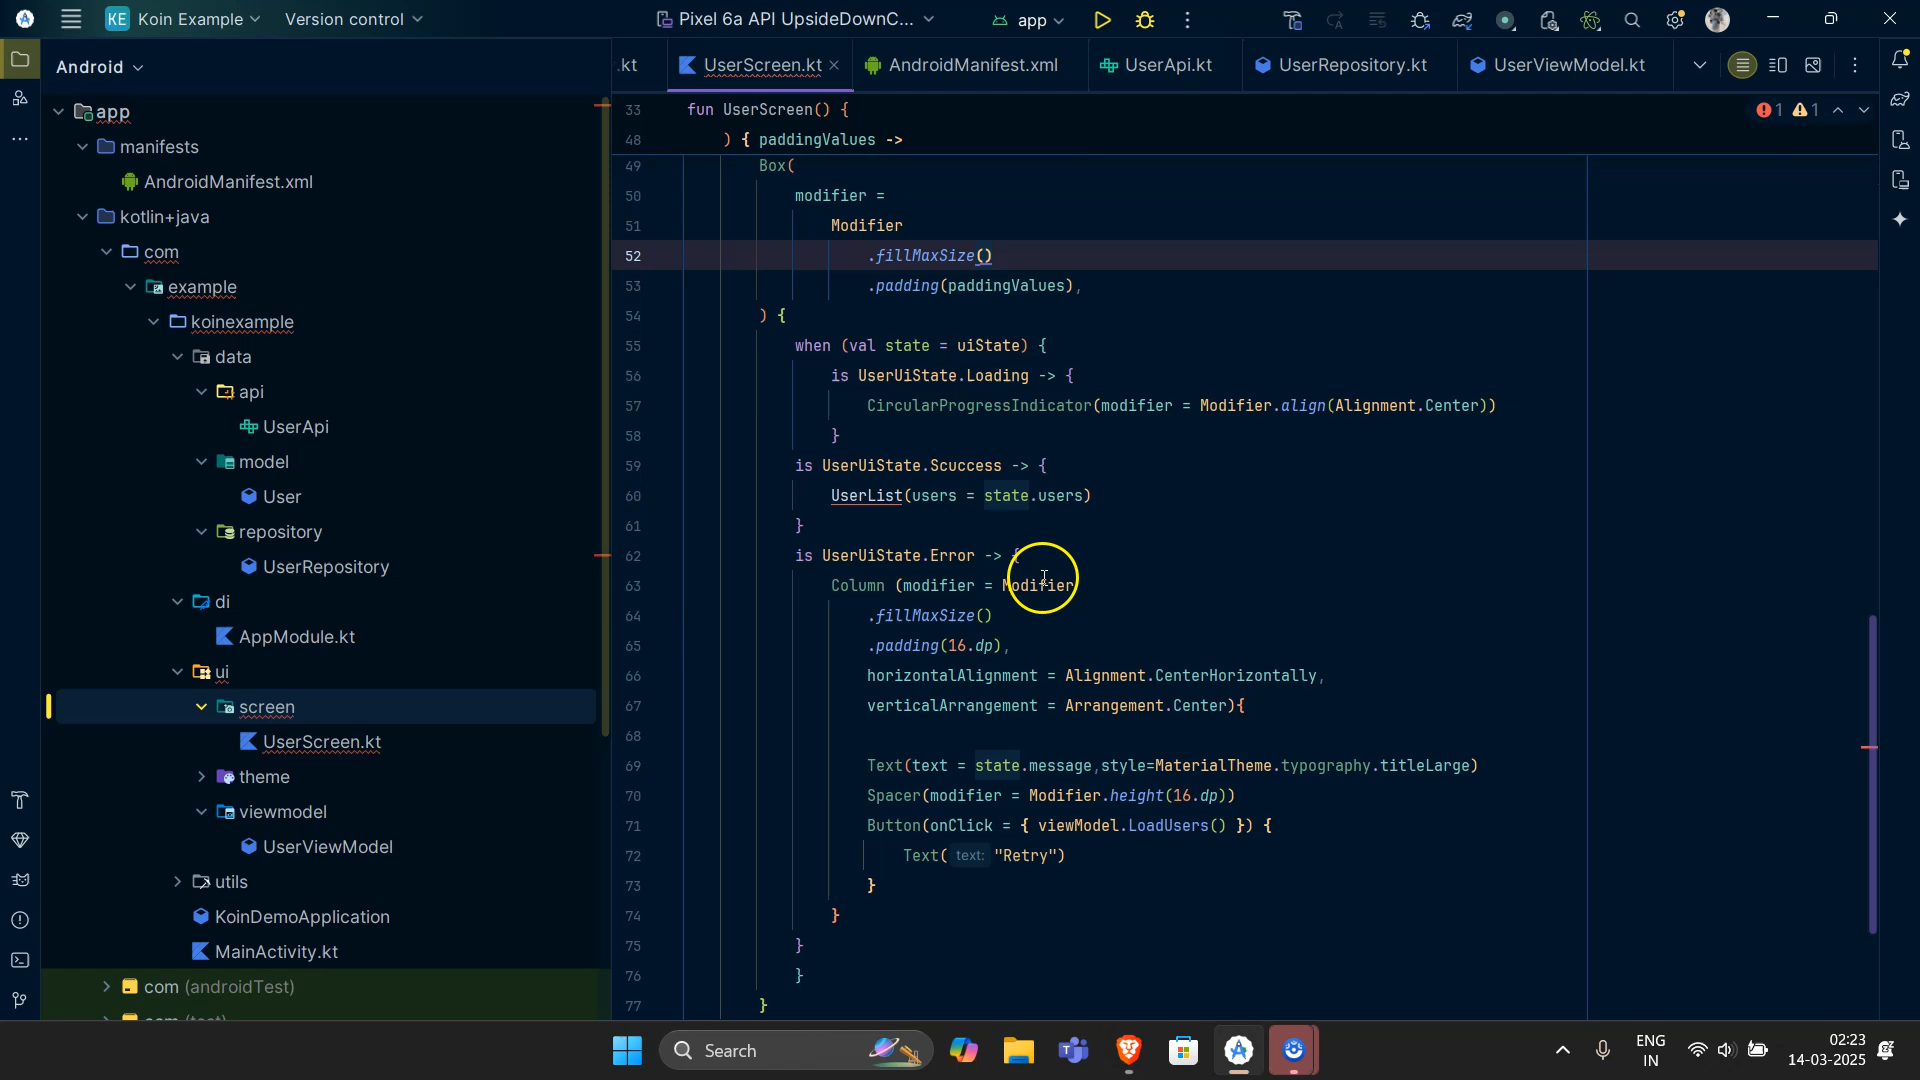 KE Koin Example Version control Pixel 6a API UpsideDownC... app
Android
.kt UserScreen.kt AndroidManifest.xml UserApi.kt UserRepository.kt UserViewModel.kt
app
manifests
AndroidManifest.xml
kotlin+java
com
example
koinexample
data
api
UserApi
model
User
repository
UserRepository
di
AppModule.kt
ui
screen
UserScreen.kt
theme
viewmodel
UserViewModel
utils
KoinDemoApplication
MainActivity.kt
com (androidTest)
com (test)
1 1
33 fun UserScreen() {
48 ) { paddingValues ->
49 Box(
50 modifier =
51 Modifier
52 .fillMaxSize()
53 .padding(paddingValues),
54 ) {
55 when (val state = uiState) {
56 is UserUiState.Loading -> {
57 CircularProgressIndicator(modifier = Modifier.align(Alignment.Center))
58 }
59 is UserUiState.Scuccess -> {
60 UserList(users = state.users)
61 }
62 is UserUiState.Error -> {
63 Column (modifier = Modifier
64 .fillMaxSize()
65 .padding(16.dp),
66 horizontalAlignment = Alignment.CenterHorizontally,
67 verticalArrangement = Arrangement.Center){
68
69 Text(text = state.message,style=MaterialTheme.typography.titleLarge)
70 Spacer(modifier = Modifier.height(16.dp))
71 Button(onClick = { viewModel.LoadUsers() }) {
72 Text( text: "Retry")
73 }
74 }
75 }
76 }
77 }
Search
ENG
IN
02:23
14-03-2025